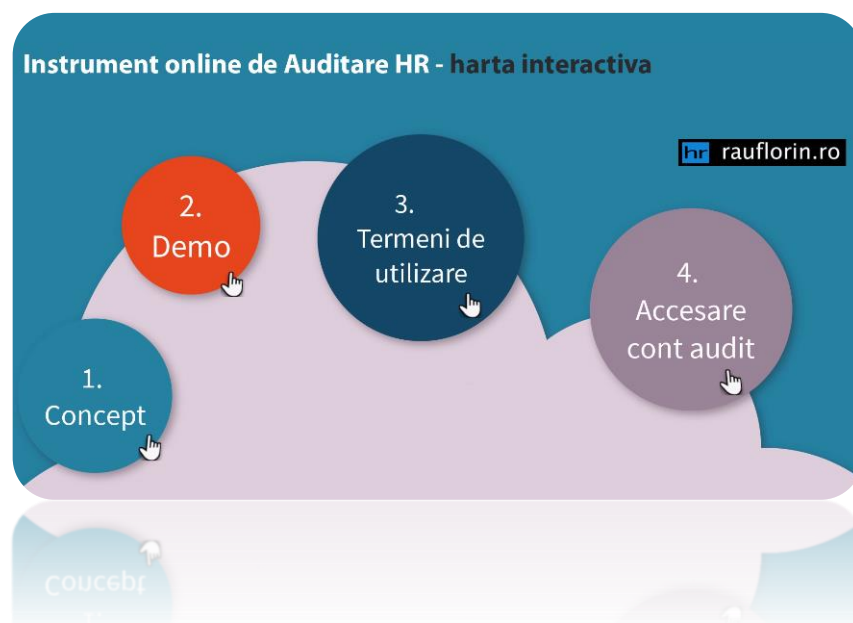 Instrument online de Auditare HR - harta interactiva
hr rauflorin.ro
1.
Concept
2.
Demo
3.
Termeni de
utilizare
4.
Accesare
cont audit